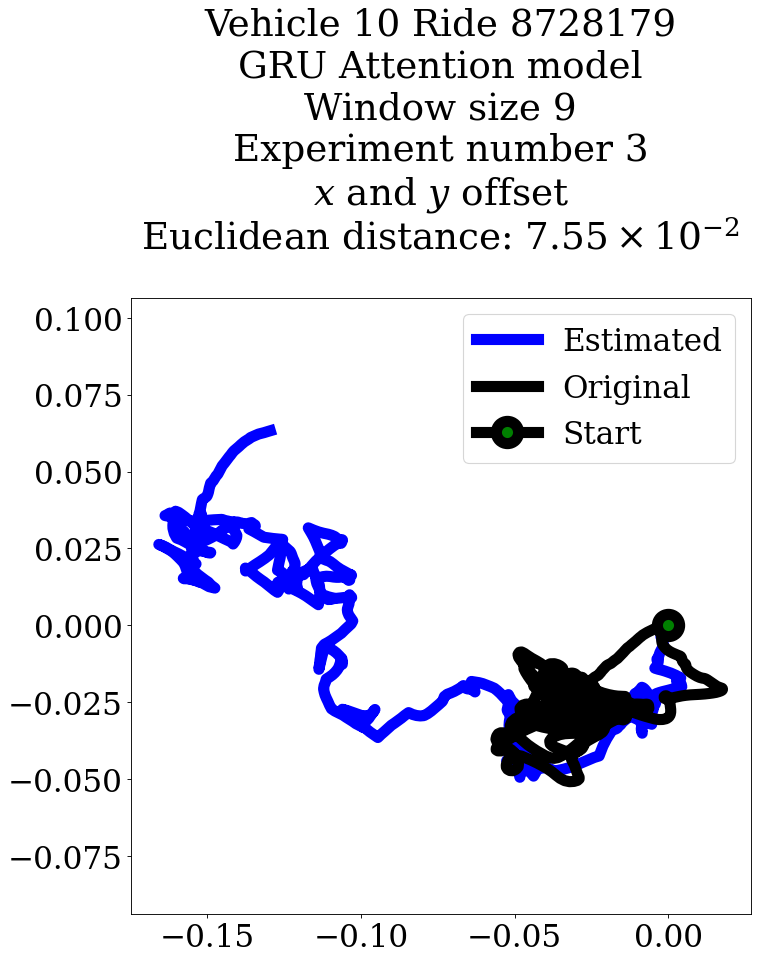 Vehicle 10 Ride 8728179
GRU Attention model
Window size 9
Experiment number 3
x and y offset
Euclidean distance: 7.55 × 10⁻²
Estimated
Original
Start
0.100
0.075
0.050
0.025
0.000
−0.025
−0.050
−0.075
−0.15
−0.10
−0.05
0.00